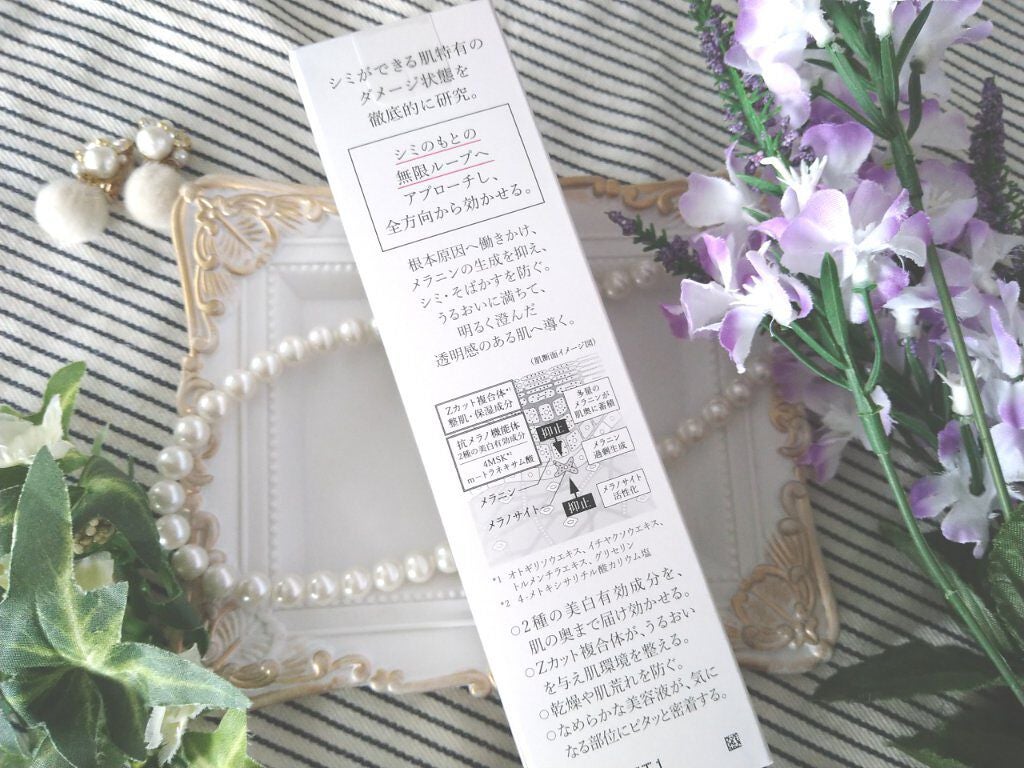 シミができる肌特有の
ダメージ状態を
徹底的に研究。
シミのもとの
無限ループへ
アプローチし、
全方向から効かせる。
根本原因へ働きかけ、
メラニンの生成を抑え、
シミ・そばかすを防ぐ。
うるおいに満ちて、
明るく澄んだ
透明感のある肌へ導く。
(肌断面イメージ図)
Zカット複合体*1
整肌・保湿成分
抗メラノ機能体
2種の美白有効成分
4MSK*2
m-トラネキサム酸
メラニン
メラノサイト
抑止
抑止
多量の
メラニンが
肌奥に蓄積
メラニン
過剰生成
メラノサイト
活性化
*1 オトギリソウエキス、イチヤクソウエキス、
トルメンチラエキス、グリセリン
*2 4-メトキシサリチル酸カリウム塩
○2種の美白有効成分を、
肌の奥まで届け効かせる。
○Zカット複合体が、うるおい
を与え肌環境を整える。
○乾燥や肌荒れを防ぐ。
○なめらかな美容液が、気に
なる部位にピタッと密着する。